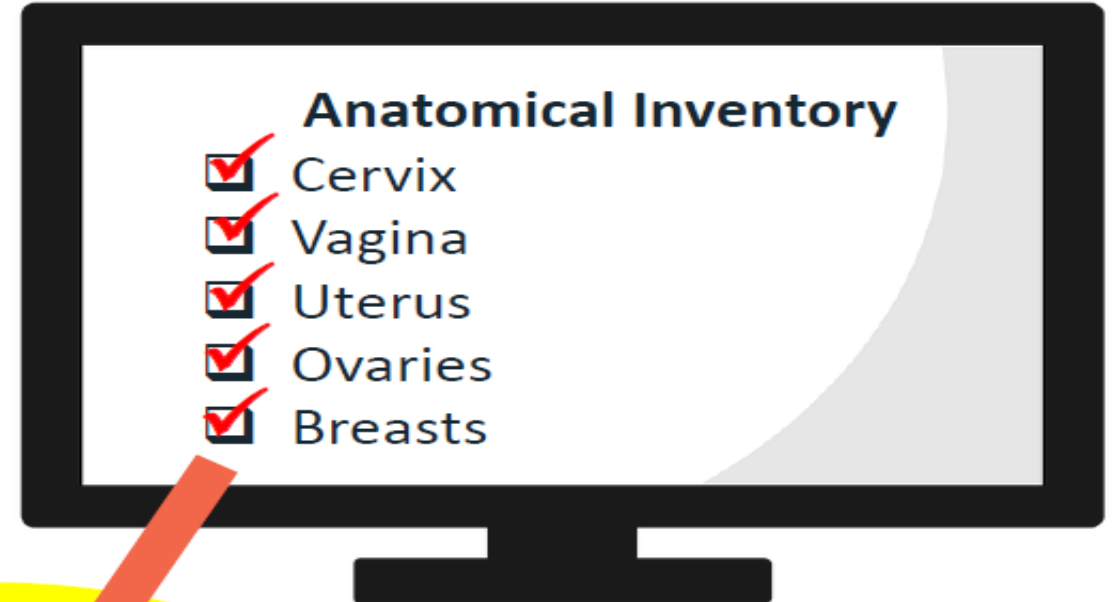 Anatomical Inventory
Cervix
Vagina
Uterus
Ovaries
Breasts